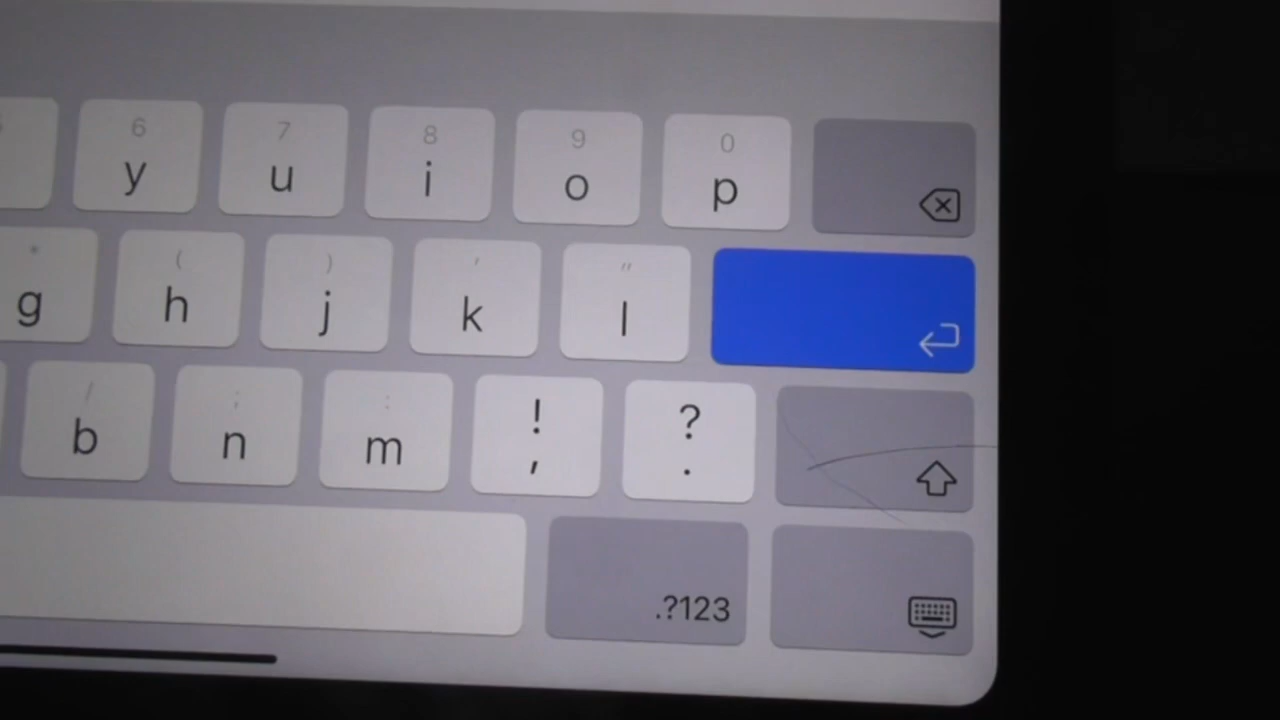 6 7 8 9 0
y u i o p
* ( ) ' "
g h j k l
/ ; : ! ?
b n m , .
.?123